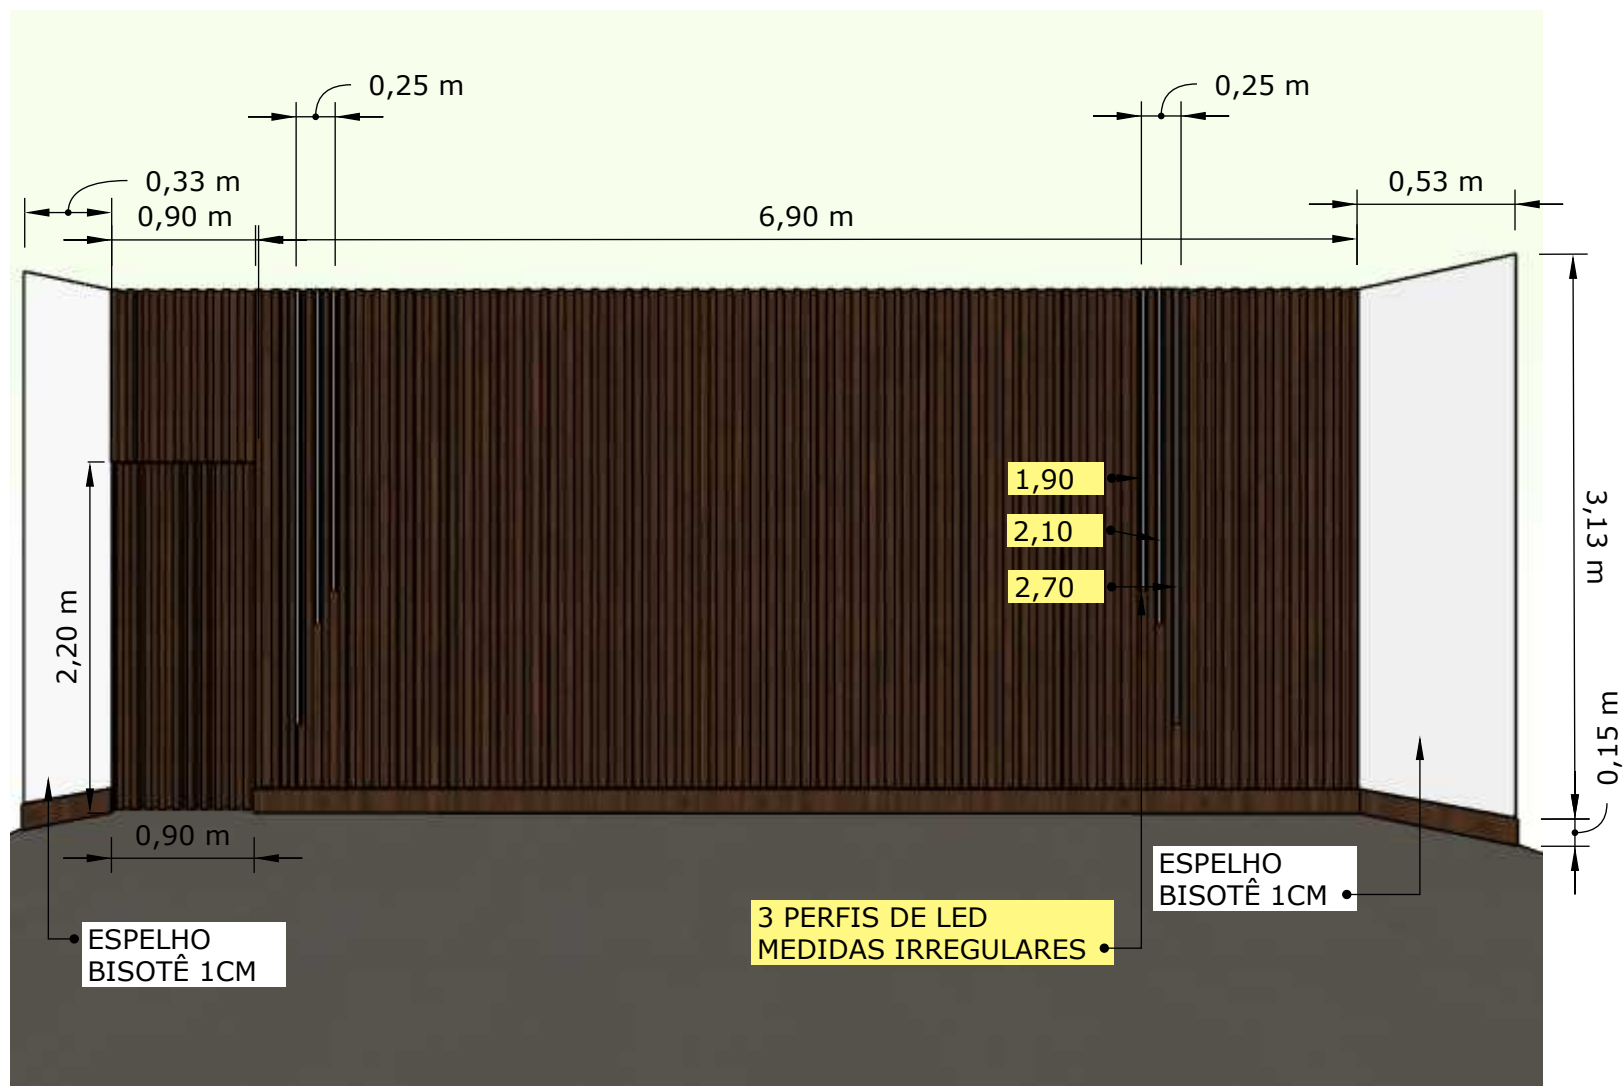 0,25 m
0,25 m
0,33 m
0,53 m
0,90 m
6,90 m
1,90
2,10
3,13 m
2,70
2,20 m
0,15 m
0,90 m
ESPELHO
BISOTÊ 1CM
3 PERFIS DE LED
MEDIDAS IRREGULARES
ESPELHO
BISOTÊ 1CM